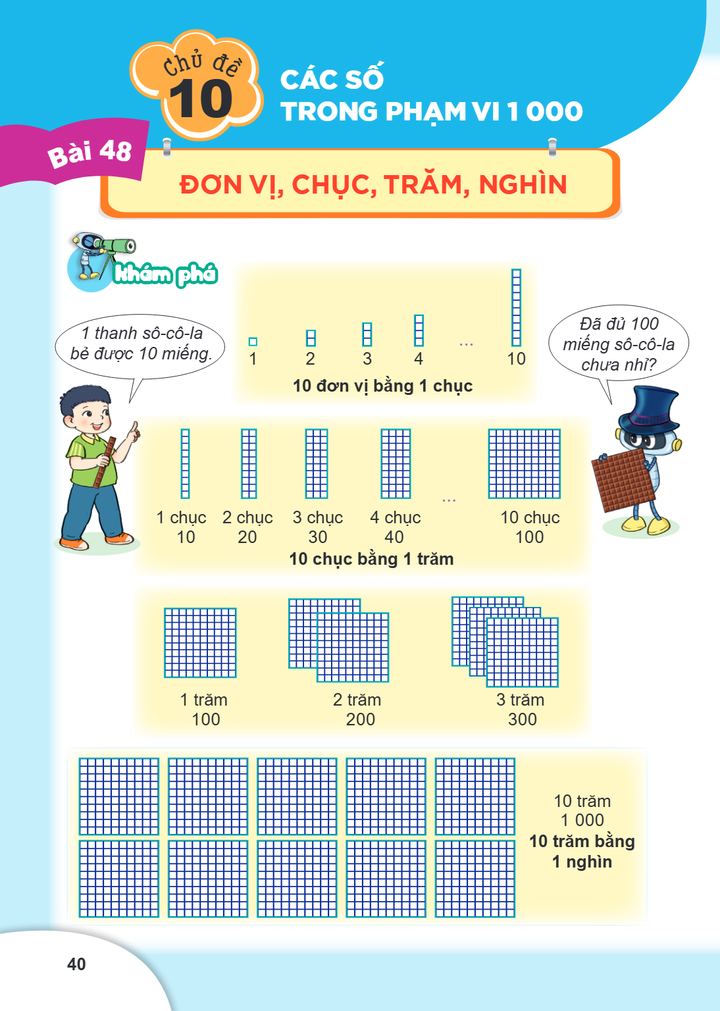 Chủ đề
10
CÁC SỐ
TRONG PHẠM VI 1 000
Bài 48
ĐƠN VỊ, CHỤC, TRĂM, NGHÌN
Khám phá
1 thanh sô-cô-la
bẻ được 10 miếng.
Đã đủ 100
miếng sô-cô-la
chưa nhỉ?
1 2 3 4 ... 10
10 đơn vị bằng 1 chục
...
1 chục 2 chục 3 chục 4 chục 10 chục
10 20 30 40 100
10 chục bằng 1 trăm
1 trăm 2 trăm 3 trăm
100 200 300
10 trăm
1 000
10 trăm bằng
1 nghìn
40